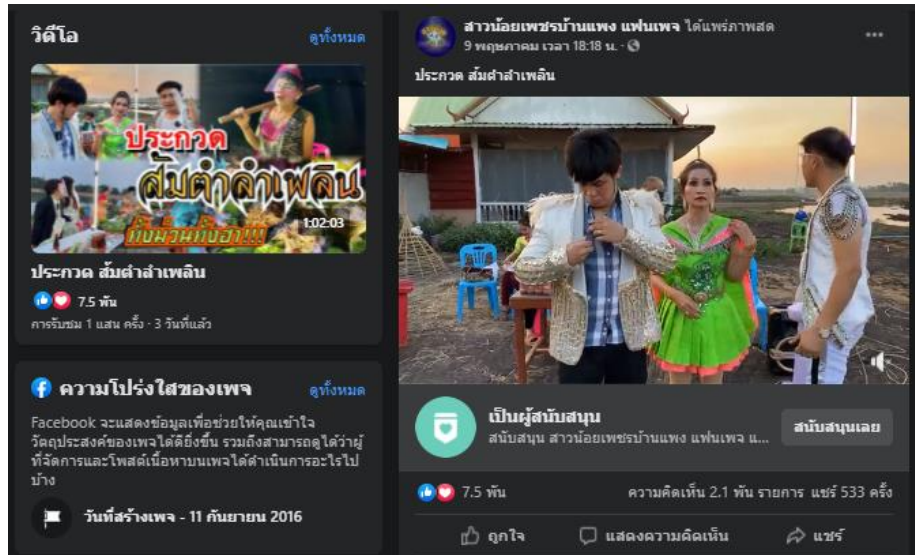 วิดีโอ
ดูทั้งหมด
ประกวด
ส้มตำลำเพลิน
ทั้งม่วนทั้งฮา!!!
1:02:03
ประกวด ส้มตำลำเพลิน
7.5 พัน
การรับชม 1 แสน ครั้ง · 3 วันที่แล้ว
ความโปร่งใสของเพจ
ดูทั้งหมด
Facebook จะแสดงข้อมูลเพื่อช่วยให้คุณเข้าใจ
วัตถุประสงค์ของเพจได้ดียิ่งขึ้น รวมถึงสามารถดูได้ว่าผู้
ที่จัดการและโพสต์เนื้อหาบนเพจได้ดำเนินการอะไรไป
บ้าง
วันที่สร้างเพจ - 11 กันยายน 2016
สาวน้อยเพชรบ้านแพง แฟนเพจ ได้แพร่ภาพสด
9 พฤษภาคม เวลา 18:18 น. ·
ประกวด ส้มตำลำเพลิน
เป็นผู้สนับสนุน
สนับสนุน สาวน้อยเพชรบ้านแพง แฟนเพจ แ...
สนับสนุนเลย
7.5 พัน
ความคิดเห็น 2.1 พัน รายการ แชร์ 533 ครั้ง
ถูกใจ
แสดงความคิดเห็น
แชร์